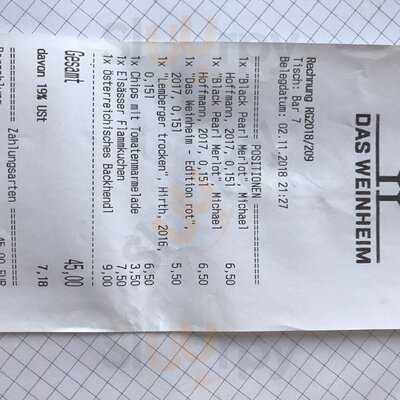 DAS WEINHEIM
Rechnung RG2018/209
Tisch: Bar 7
Belegdatum: 02.11.2018 21:27
========= POSITIONEN =========
1x "Black Pearl Merlot", Michael
Hoffmann, 2017, 0,15l 6,50
1x "Black Pearl Merlot", Michael
Hoffmann, 2017, 0,15l 6,50
1x "Das Weinheim - Edition rot",
2017, 0,15l 5,50
1x "Lemberger trocken", Hirth, 2016,
0,15l 6,50
1x Chips mit Tomatenmarmelade 3,50
1x Elsässer Flammkuchen 7,50
1x Österreichisches Backhendl 9,00
Gesamt 45,00
davon 19% USt: 7,18
======== Zahlungsarten ========
45,00 EUR